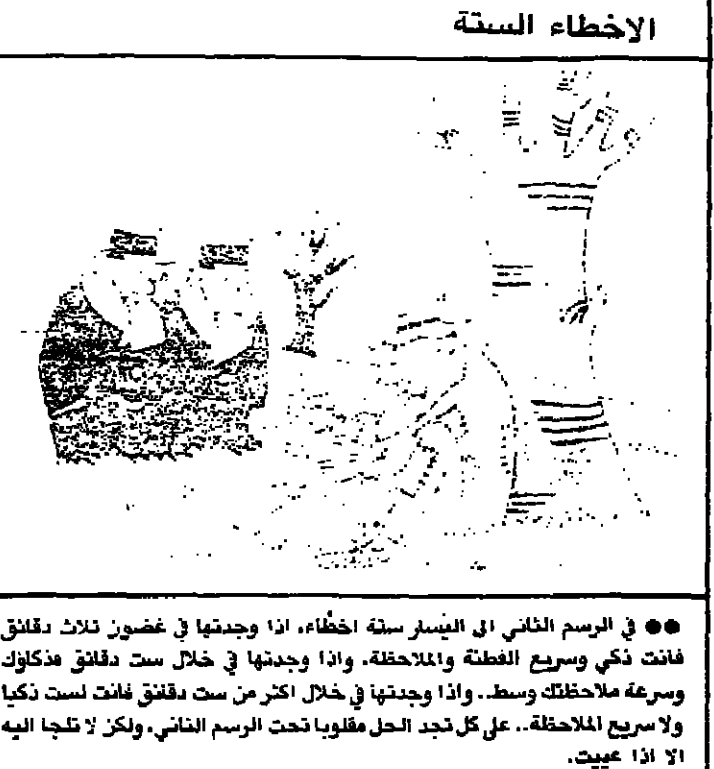 الاخطاء الستة
●● في الرسم الثاني الى اليسار ستة اخطاء، اذا وجدتها في غضون ثلاث دقائق
فانت ذكي وسريع الفطنة والملاحظة، واذا وجدتها في خلال ست دقائق فذكاؤك
وسرعة ملاحظتك وسط.. واذا وجدتها في خلال اكثر من ست دقائق فانت لست ذكيا
ولا سريع الملاحظة.. على كل تجد الحل مقلوبا تحت الرسم الثاني، ولكن لا تلجا اليه
الا اذا عييت.